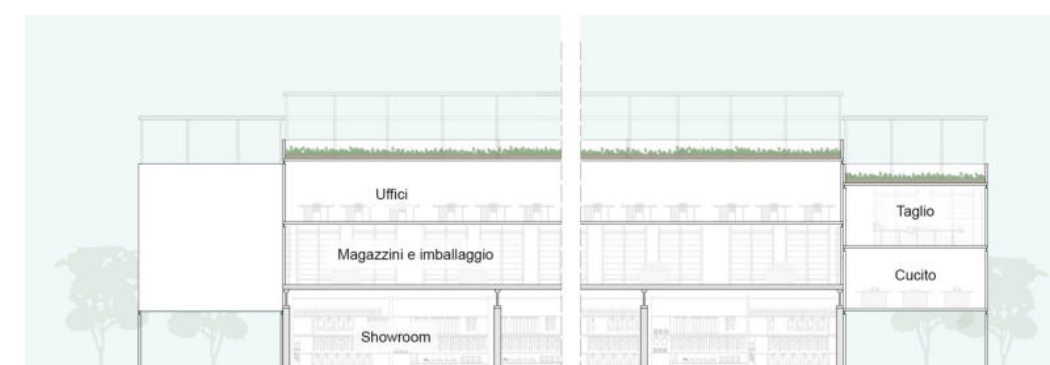 Uffici
Taglio
Magazzini e imballaggio
Cucito
Showroom